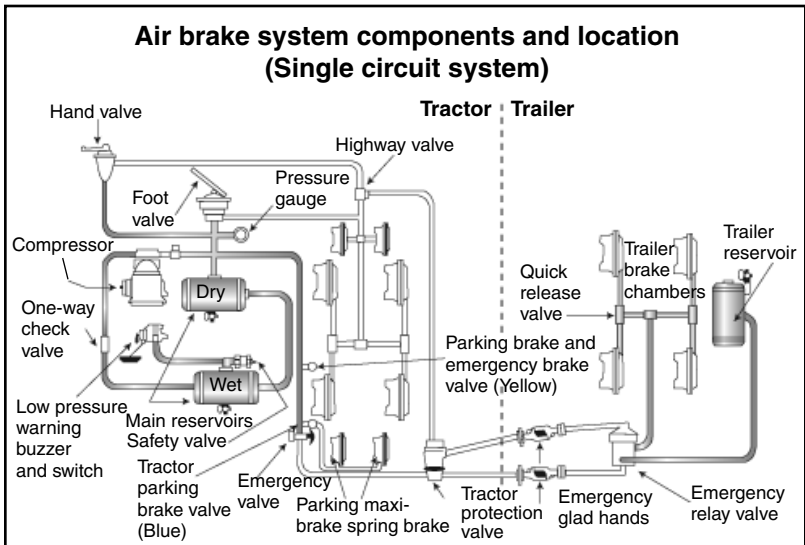 Air brake system components and location
(Single circuit system)
Tractor
Trailer
Hand valve
Highway valve
Foot
valve
Pressure
gauge
Compressor
Dry
One-way
check
valve
Wet
Low pressure
warning
buzzer
and switch
Main reservoirs
Safety valve
Tractor
parking
brake valve
(Blue)
Emergency
valve
Parking maxi-
brake spring brake
Parking brake and
emergency brake
valve (Yellow)
Quick
release
valve
Trailer
brake
chambers
Trailer
reservoir
Tractor
protection
valve
Emergency
glad hands
Emergency
relay valve